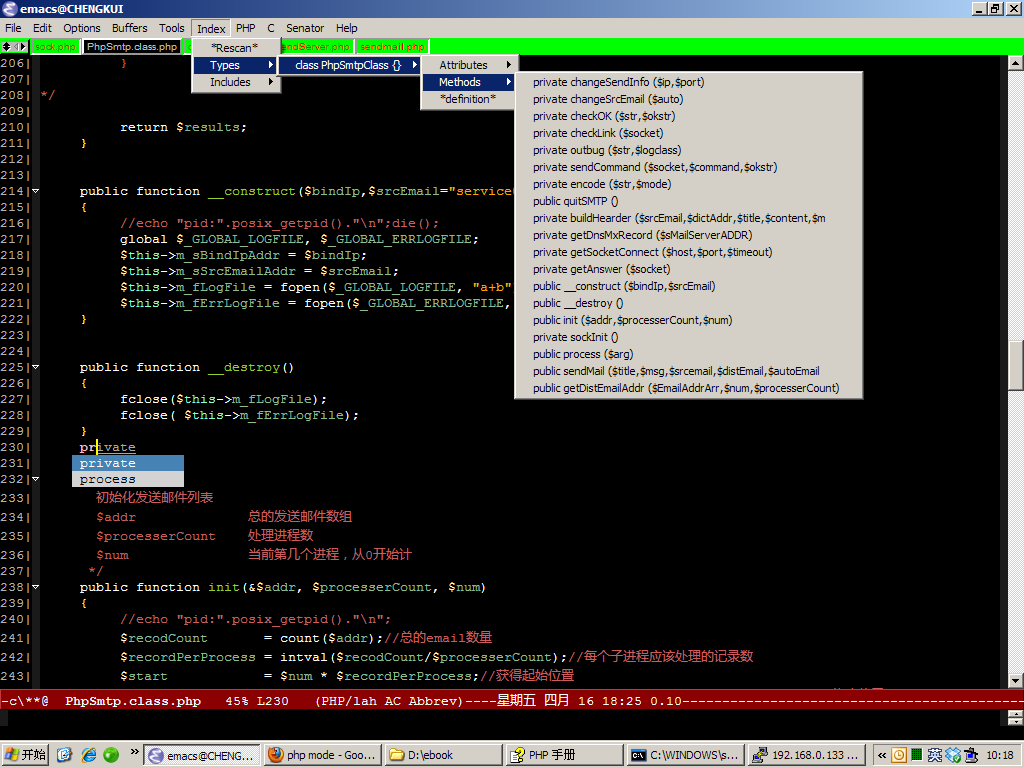 emacs@CHENGKUI
File Edit Options Buffers Tools Index PHP C Senator Help
sock.php PhpSmtp.class.php endServer.php sendmail.php
*Rescan*
Types
Includes
class PhpSmtpClass {}
Attributes
Methods
*definition*
private changeSendInfo ($ip,$port)
private changeSrcEmail ($auto)
private checkOK ($str,$okstr)
private checkLink ($socket)
private outbug ($str,$logclass)
private sendCommand ($socket,$command,$okstr)
private encode ($str,$mode)
public quitSMTP ()
private buildHearder ($srcEmail,$dictAddr,$title,$content,$m
private getDnsMxRecord ($sMailServerADDR)
private getSocketConnect ($host,$port,$timeout)
private getAnswer ($socket)
public __construct ($bindIp,$srcEmail)
public __destroy ()
public init ($addr,$processerCount,$num)
private sockInit ()
public process ($arg)
public sendMail ($title,$msg,$srcemail,$distEmail,$autoEmail
public getDistEmailAddr ($EmailAddrArr,$num,$processerCount)
206| }
207|
208| */
209|
210| return $results;
211| }
212|
213|
214| public function __construct($bindIp,$srcEmail="service
215| {
216| //echo "pid:".posix_getpid()."\n";die();
217| global $_GLOBAL_LOGFILE, $_GLOBAL_ERRLOGFILE;
218| $this->m_sBindIpAddr = $bindIp;
219| $this->m_sSrcEmailAddr = $srcEmail;
220| $this->m_fLogFile = fopen($_GLOBAL_LOGFILE, "a+b"
221| $this->m_fErrLogFile = fopen($_GLOBAL_ERRLOGFILE,
222| }
223|
224|
225| public function __destroy()
226| {
227| fclose($this->m_fLogFile);
228| fclose( $this->m_fErrLogFile);
229| }
230| private
231| private
232| process
233| 初始化发送邮件列表
234| $addr 总的发送邮件数组
235| $processerCount 处理进程数
236| $num 当前第几个进程，从0开始计
237| */
238| public function init(&$addr, $processerCount, $num)
239| {
240| //echo "pid:".posix_getpid()."\n";
241| $recodCount = count($addr);//总的email数量
242| $recordPerProcess = intval($recodCount/$processerCount);//每个子进程应该处理的记录数
243| $start = $num * $recordPerProcess;//获得起始位置
-c\**@ PhpSmtp.class.php 45% L230 (PHP/lah AC Abbrev)----星期五 四月 16 18:25 0.10
开始 emacs@CHENG... php mode - Goo... D:\ebook PHP 手册 C:\WINDOWS\s... 192.168.0.133 ... 英 10:18